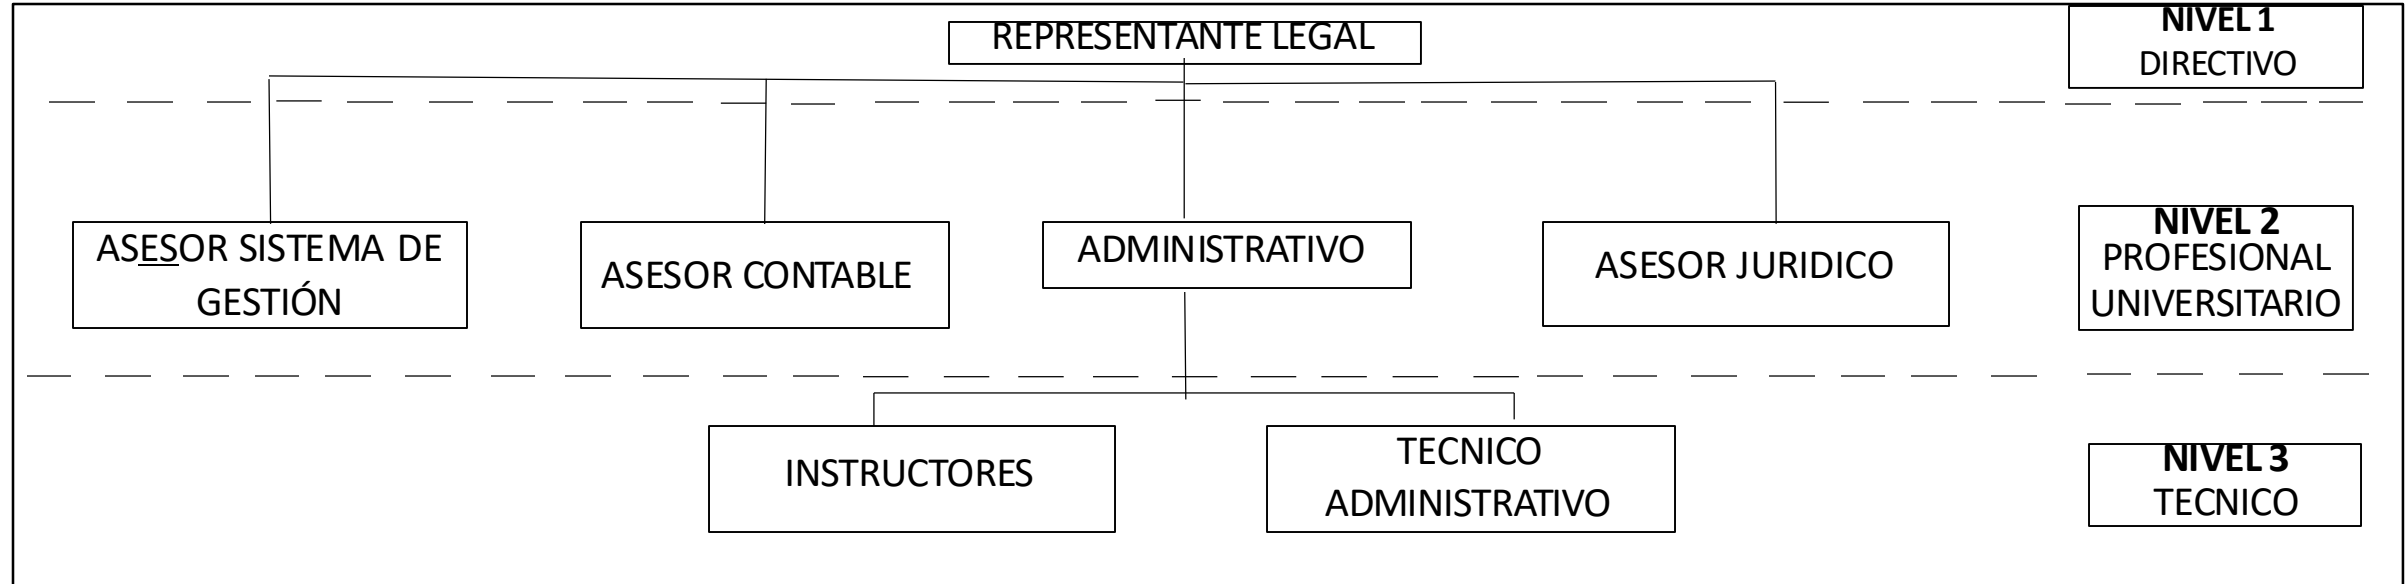 REPRESENTANTE LEGAL
NIVEL 1
DIRECTIVO
ASESOR SISTEMA DE
GESTIÓN
ASESOR CONTABLE
ADMINISTRATIVO
ASESOR JURIDICO
NIVEL 2
PROFESIONAL
UNIVERSITARIO
INSTRUCTORES
TECNICO
ADMINISTRATIVO
NIVEL 3
TECNICO